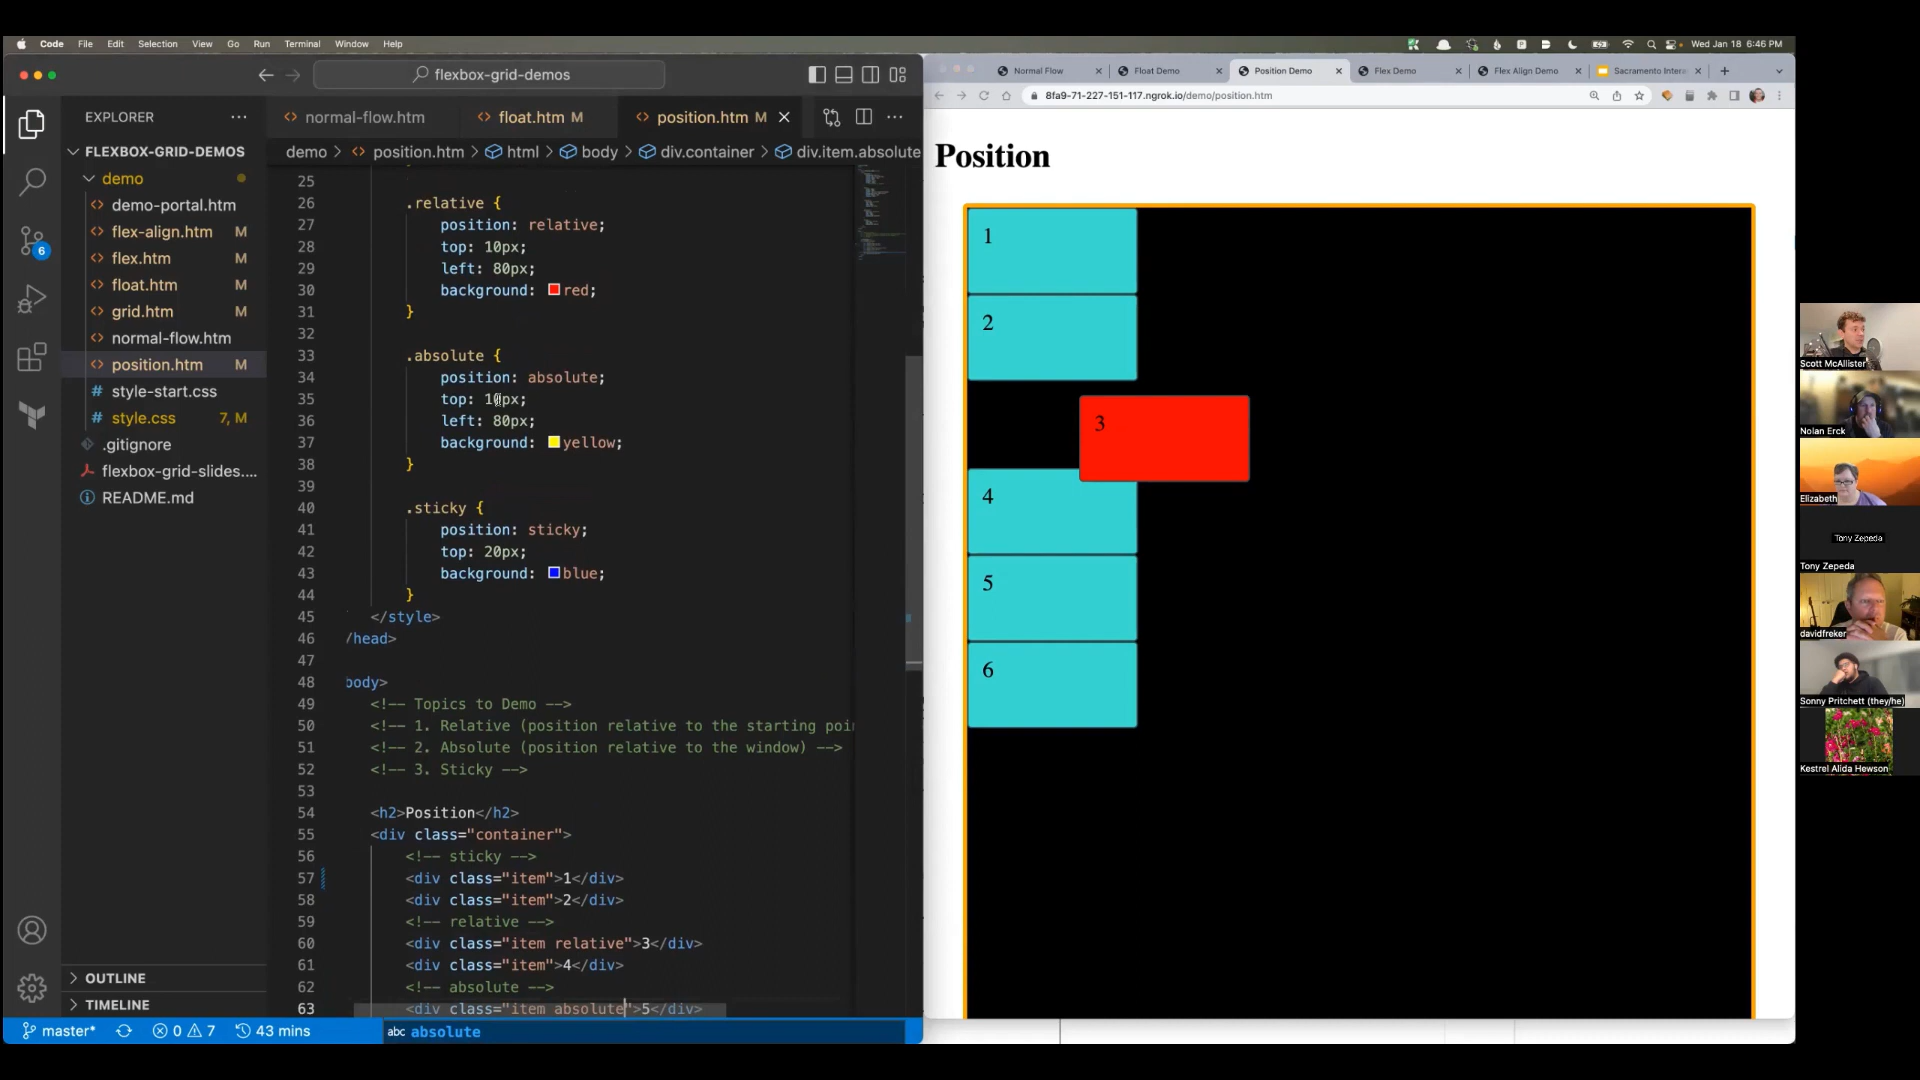 Code File Edit Selection View Go Run Terminal Window Help
Wed Jan 18 6:46 PM
flexbox-grid-demos
Normal Flow
Float Demo
Position Demo
Flex Demo
Flex Align Demo
Sacramento Inter
8fa9-71-227-151-117.ngrok.io/demo/position.htm
EXPLORER
FLEXBOX-GRID-DEMOS
demo
demo-portal.htm
flex-align.htm M
flex.htm M
float.htm M
grid.htm M
normal-flow.htm
position.htm M
style-start.css
style.css 7, M
.gitignore
flexbox-grid-slides....
README.md
6
OUTLINE
TIMELINE
normal-flow.htm
float.htm M
position.htm M
demo > position.htm > html > body > div.container > div.item.absolute
25
26 .relative {
27 position: relative;
28 top: 10px;
29 left: 80px;
30 background: red;
31 }
32
33 .absolute {
34 position: absolute;
35 top: 10px;
36 left: 80px;
37 background: yellow;
38 }
39
40 .sticky {
41 position: sticky;
42 top: 20px;
43 background: blue;
44 }
45 </style>
46 /head>
47
48 body>
49 <!-- Topics to Demo -->
50 <!-- 1. Relative (position relative to the starting poi
51 <!-- 2. Absolute (position relative to the window) -->
52 <!-- 3. Sticky -->
53
54 <h2>Position</h2>
55 <div class="container">
56 <!-- sticky -->
57 <div class="item">1</div>
58 <div class="item">2</div>
59 <!-- relative -->
60 <div class="item relative">3</div>
61 <div class="item">4</div>
62 <!-- absolute -->
63 <div class="item absolute">5</div>
master* 0 7 43 mins
abc absolute
Position
1
2
3
4
5
6
Scott McAllister
Nolan Erck
Elizabeth
Tony Zepeda
Tony Zepeda
davidfreker
Sonny Pritchett (they/he)
Kestrel Alida Hewson